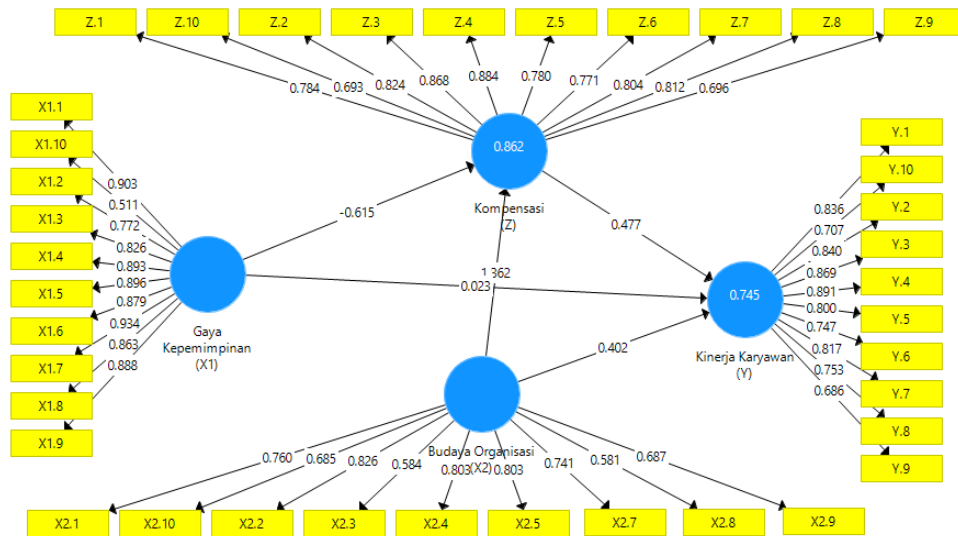 Z.1
Z.10
Z.2
Z.3
Z.4
Z.5
Z.6
Z.7
Z.8
Z.9
0.784
0.693
0.824
0.868
0.884
0.780
0.771
0.804
0.812
0.696
X1.1
X1.10
X1.2
X1.3
X1.4
X1.5
X1.6
X1.7
X1.8
X1.9
0.903
0.511
0.772
0.826
0.893
0.896
0.879
0.934
0.863
0.888
Gaya
Kepemimpinan
(X1)
-0.615
0.862
Kompensasi
(Z)
0.477
1.362
0.023
0.402
0.745
Kinerja Karyawan
(Y)
0.836
0.707
0.840
0.869
0.891
0.800
0.747
0.817
0.753
0.686
Y.1
Y.10
Y.2
Y.3
Y.4
Y.5
Y.6
Y.7
Y.8
Y.9
Budaya Organisasi
(X2)
0.760
0.685
0.826
0.584
0.803
0.803
0.741
0.581
0.687
X2.1
X2.10
X2.2
X2.3
X2.4
X2.5
X2.7
X2.8
X2.9